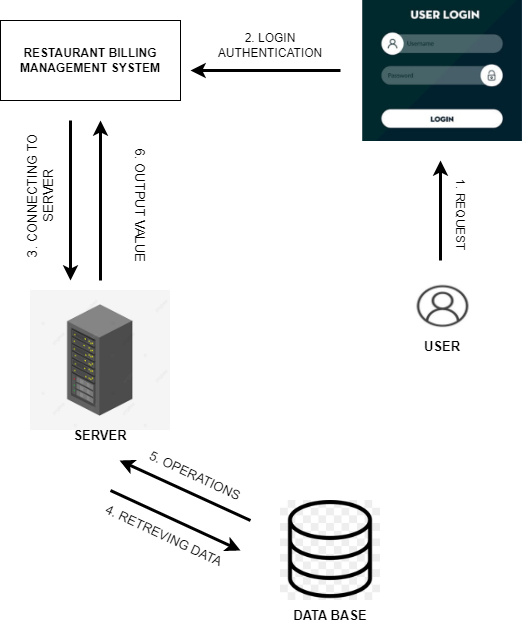 USER LOGIN
Username
Password
LOGIN
RESTAURANT BILLING
MANAGEMENT SYSTEM
2. LOGIN
AUTHENTICATION
1. REQUEST
USER
3. CONNECTING TO
SERVER
6. OUTPUT VALUE
SERVER
5. OPERATIONS
4. RETREVING DATA
DATA BASE